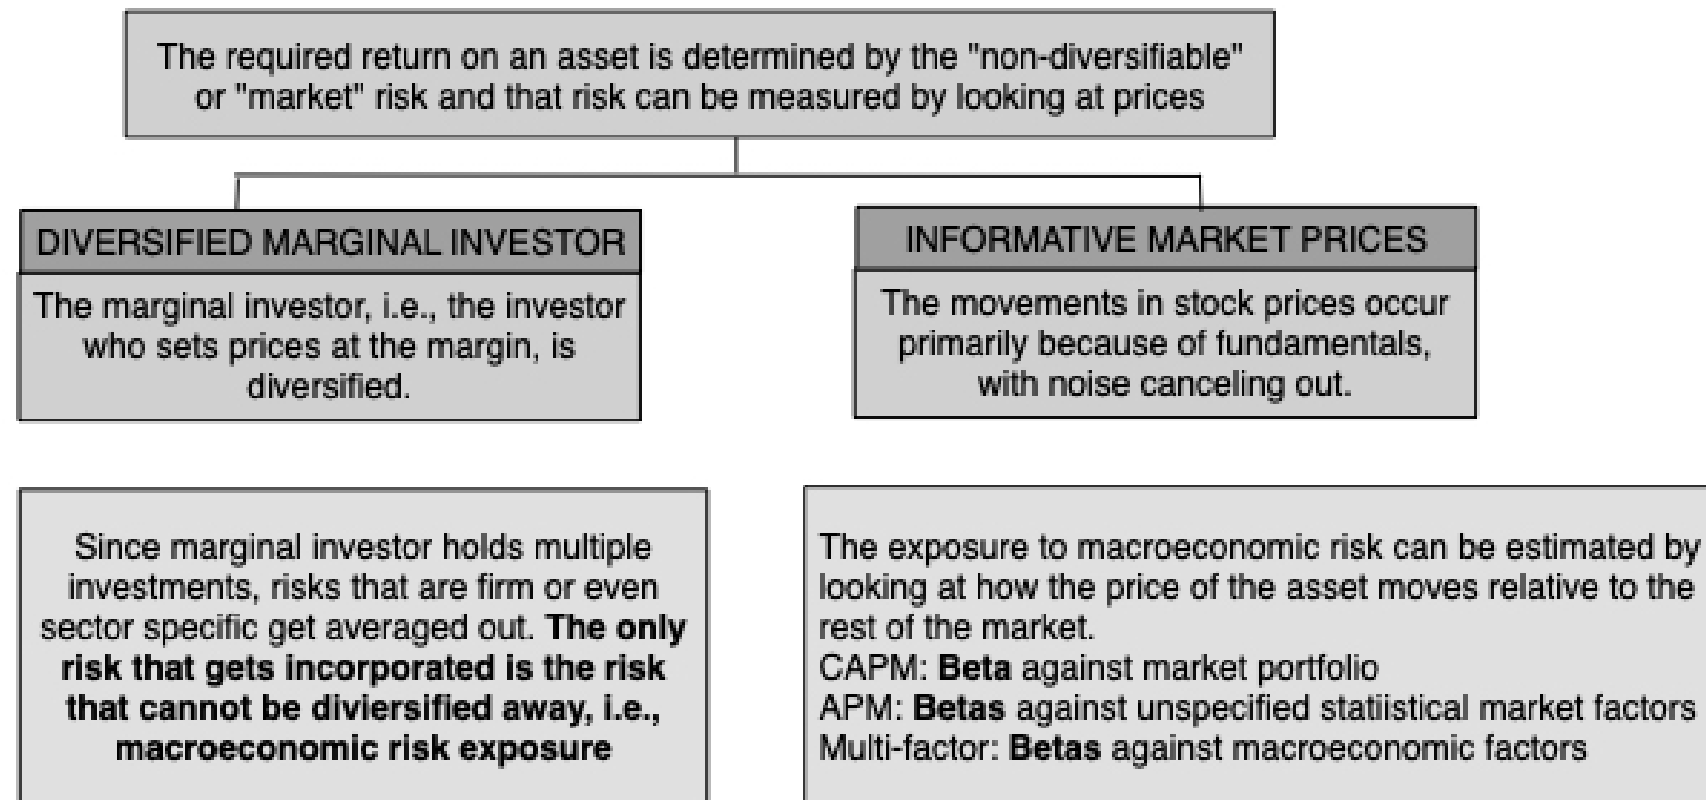 The required return on an asset is determined by the "non-diversifiable"
or "market" risk and that risk can be measured by looking at prices
DIVERSIFIED MARGINAL INVESTOR
The marginal investor, i.e., the investor
who sets prices at the margin, is
diversified.
INFORMATIVE MARKET PRICES
The movements in stock prices occur
primarily because of fundamentals,
with noise canceling out.
Since marginal investor holds multiple
investments, risks that are firm or even
sector specific get averaged out. The only
risk that gets incorporated is the risk
that cannot be diviersified away, i.e.,
macroeconomic risk exposure
The exposure to macroeconomic risk can be estimated by
looking at how the price of the asset moves relative to the
rest of the market.
CAPM: Beta against market portfolio
APM: Betas against unspecified statiistical market factors
Multi-factor: Betas against macroeconomic factors